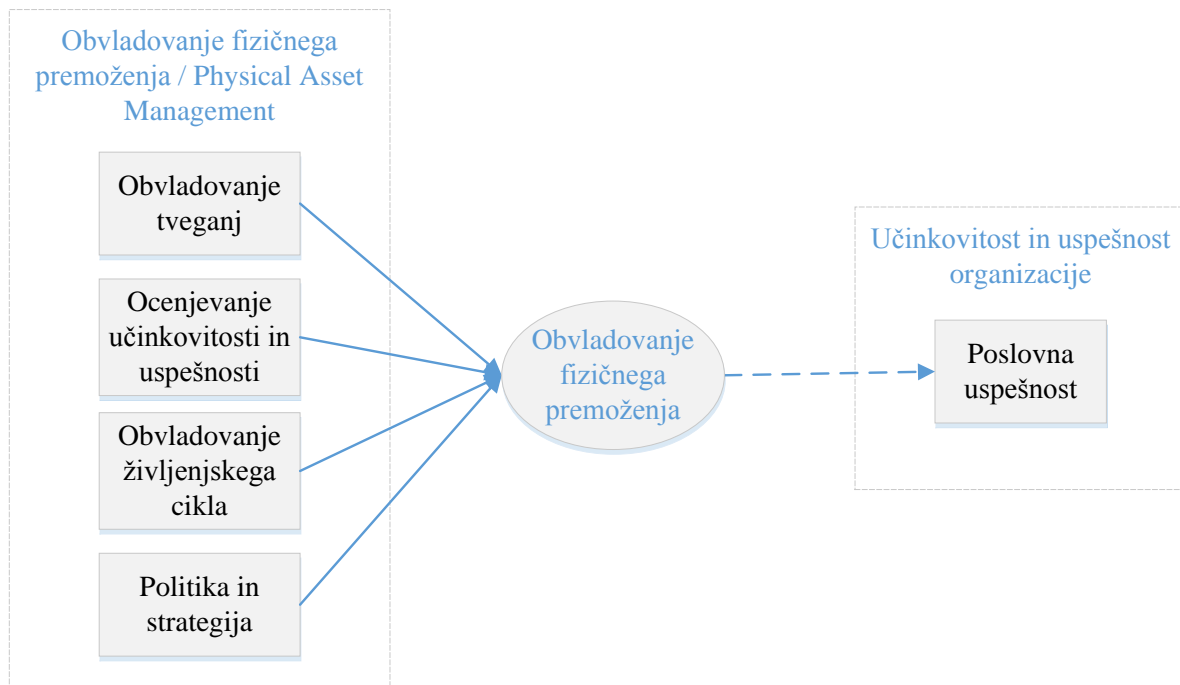 Obvladovanje fizičnega
premoženja / Physical Asset
Management
Obvladovanje
tveganj
Ocenjevanje
učinkovitosti in
uspešnosti
Obvladovanje
življenjskega
cikla
Politika in
strategija
Obvladovanje
fizičnega
premoženja
Učinkovitost in uspešnost
organizacije
Poslovna
uspešnost